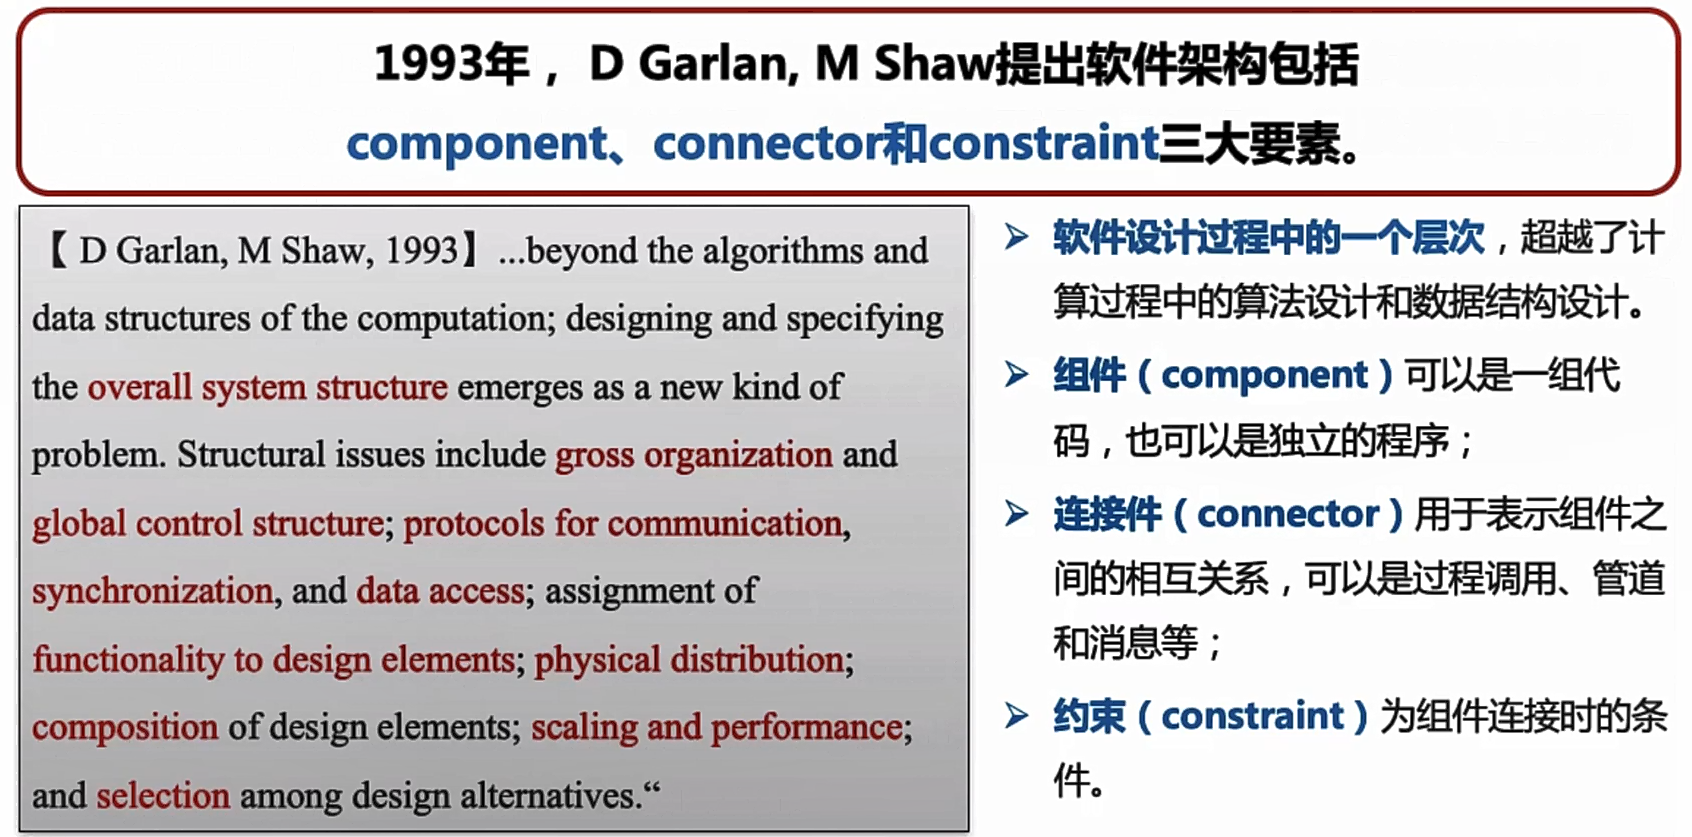 1993年，D Garlan, M Shaw提出软件架构包括
component、connector和constraint三大要素。
【 D Garlan, M Shaw, 1993】...beyond the algorithms and
data structures of the computation; designing and specifying
the overall system structure emerges as a new kind of
problem. Structural issues include gross organization and
global control structure; protocols for communication,
synchronization, and data access; assignment of
functionality to design elements; physical distribution;
composition of design elements; scaling and performance;
and selection among design alternatives.“
➢ 软件设计过程中的一个层次，超越了计
算过程中的算法设计和数据结构设计。
➢ 组件（component）可以是一组代
码，也可以是独立的程序；
➢ 连接件（connector）用于表示组件之
间的相互关系，可以是过程调用、管道
和消息等；
➢ 约束（constraint）为组件连接时的条
件。